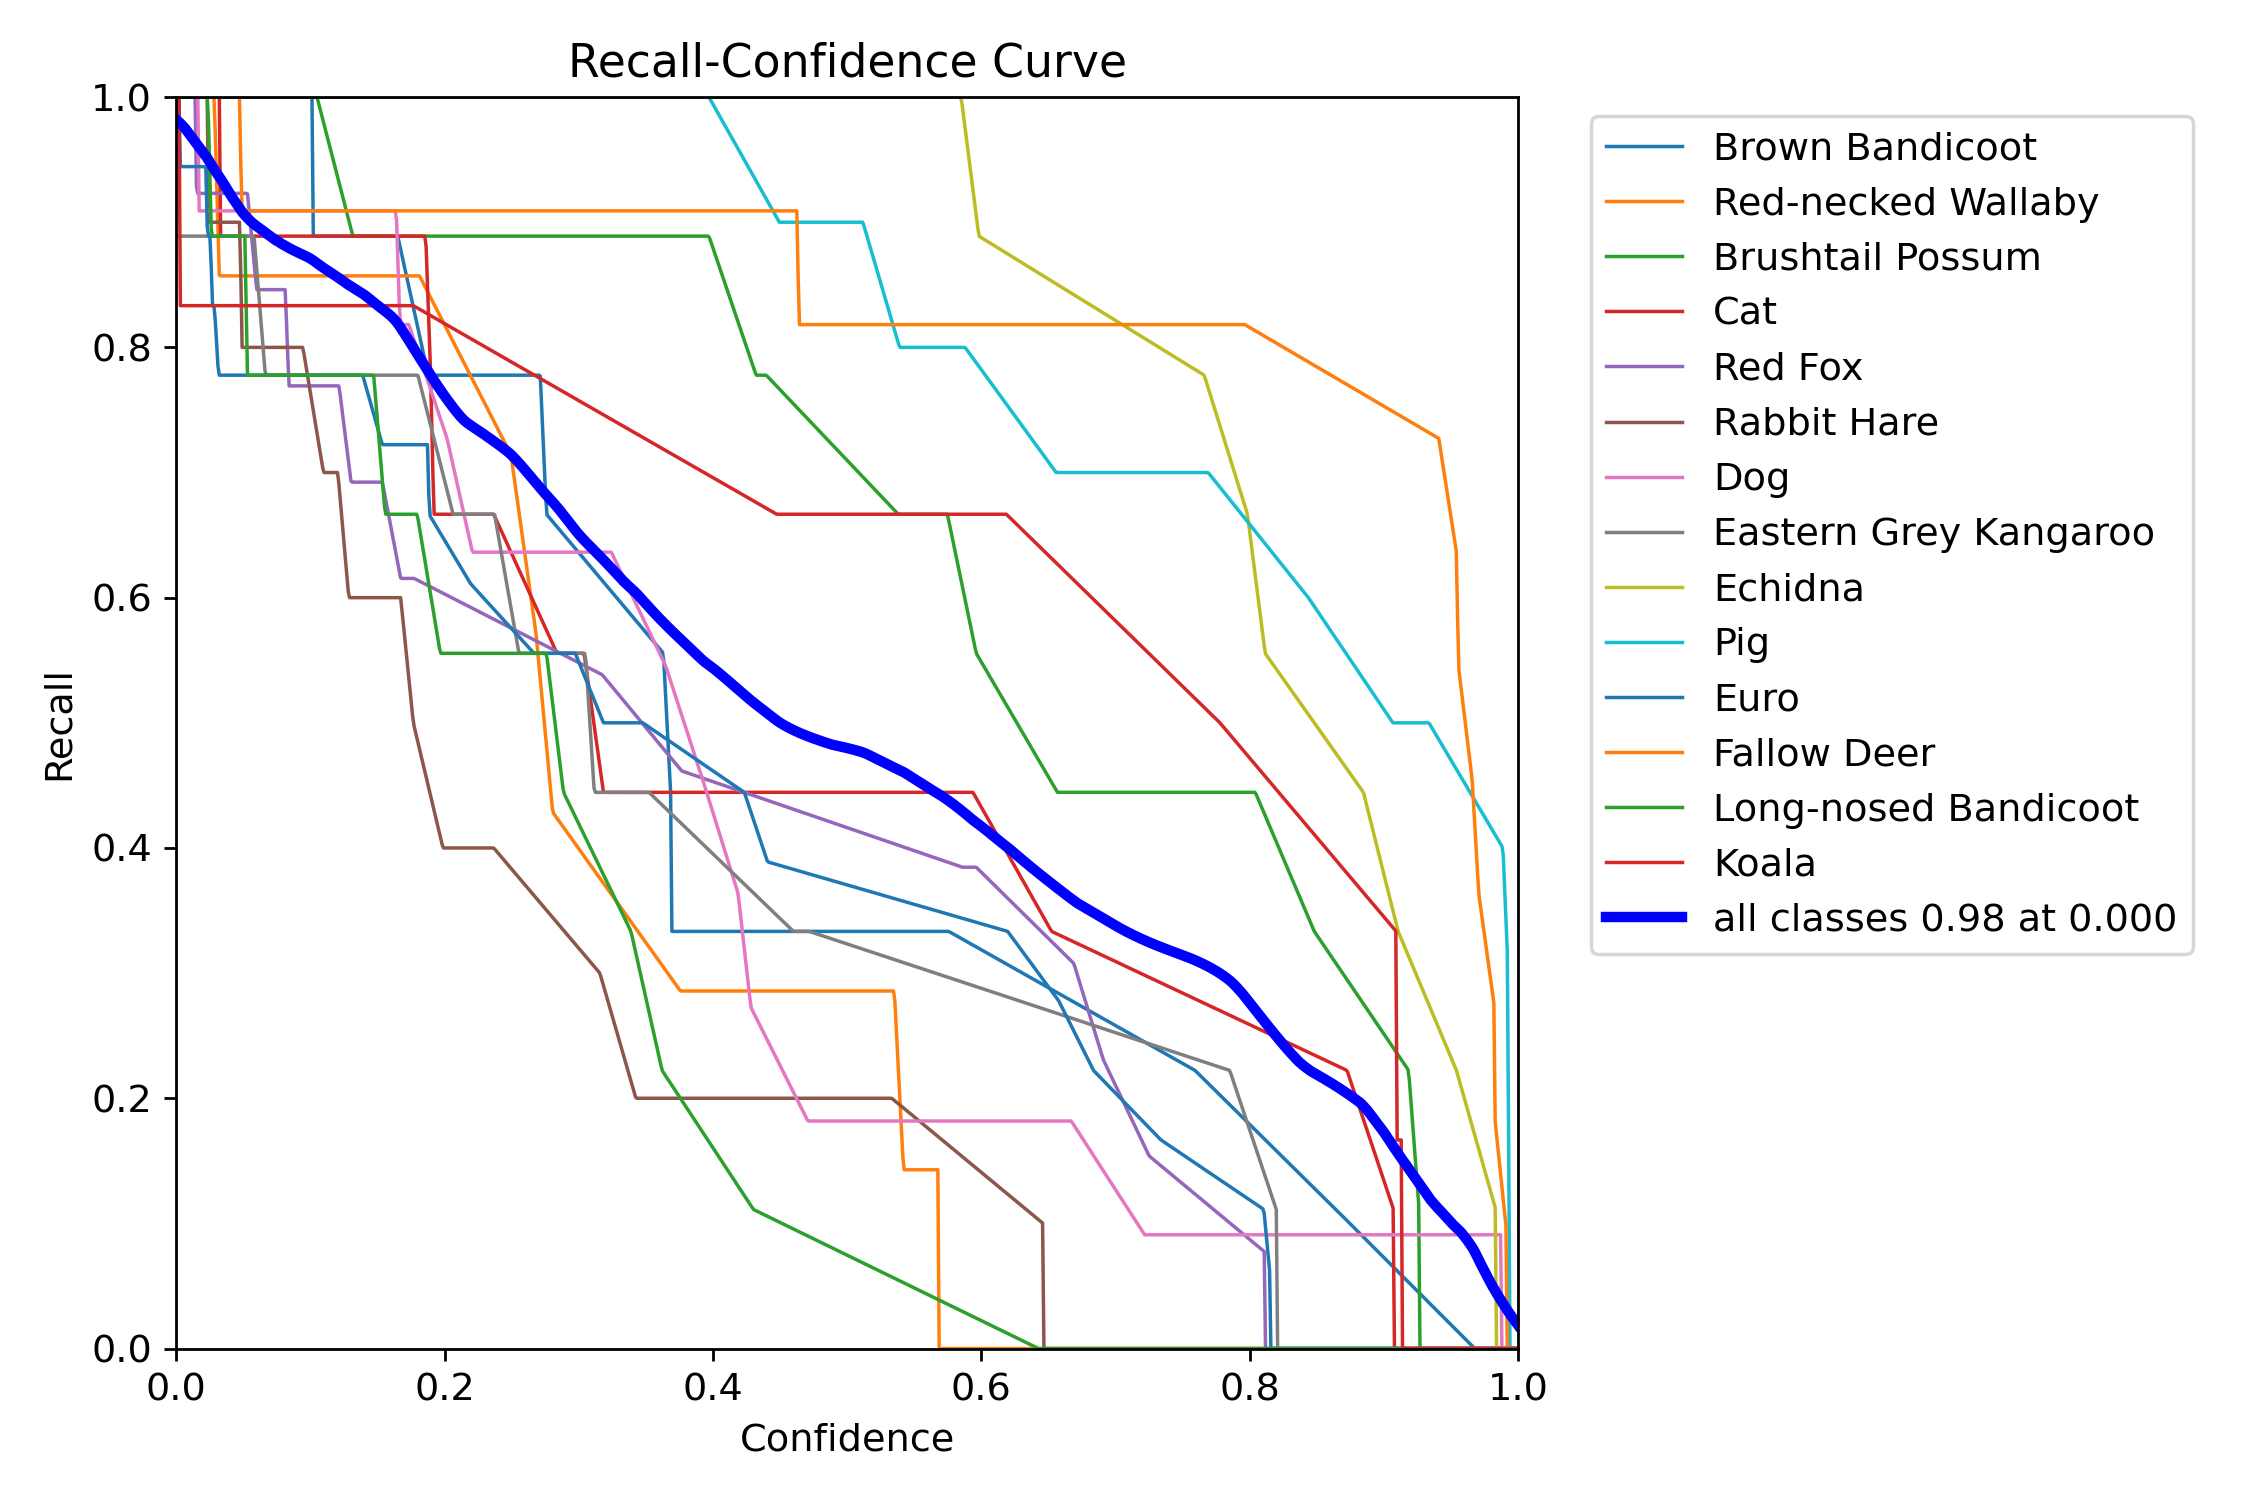 Recall-Confidence Curve
1.0
0.8
0.6
0.4
0.2
0.0
Recall
0.0 0.2 0.4 0.6 0.8 1.0
Confidence
Brown Bandicoot
Red-necked Wallaby
Brushtail Possum
Cat
Red Fox
Rabbit Hare
Dog
Eastern Grey Kangaroo
Echidna
Pig
Euro
Fallow Deer
Long-nosed Bandicoot
Koala
all classes 0.98 at 0.000